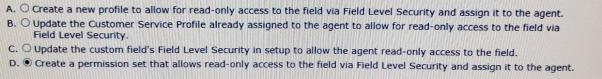 A. Create a new profile to allow for read-only access to the field via Field Level Security and assign it to the agent.
B. Update the Customer Service Profile already assigned to the agent to allow for read-only access to the field via
Field Level Security.
C. Update the custom field's Field Level Security in setup to allow the agent read-only access to the field.
D. Create a permission set that allows read-only access to the field via Field Level Security and assign it to the agent.